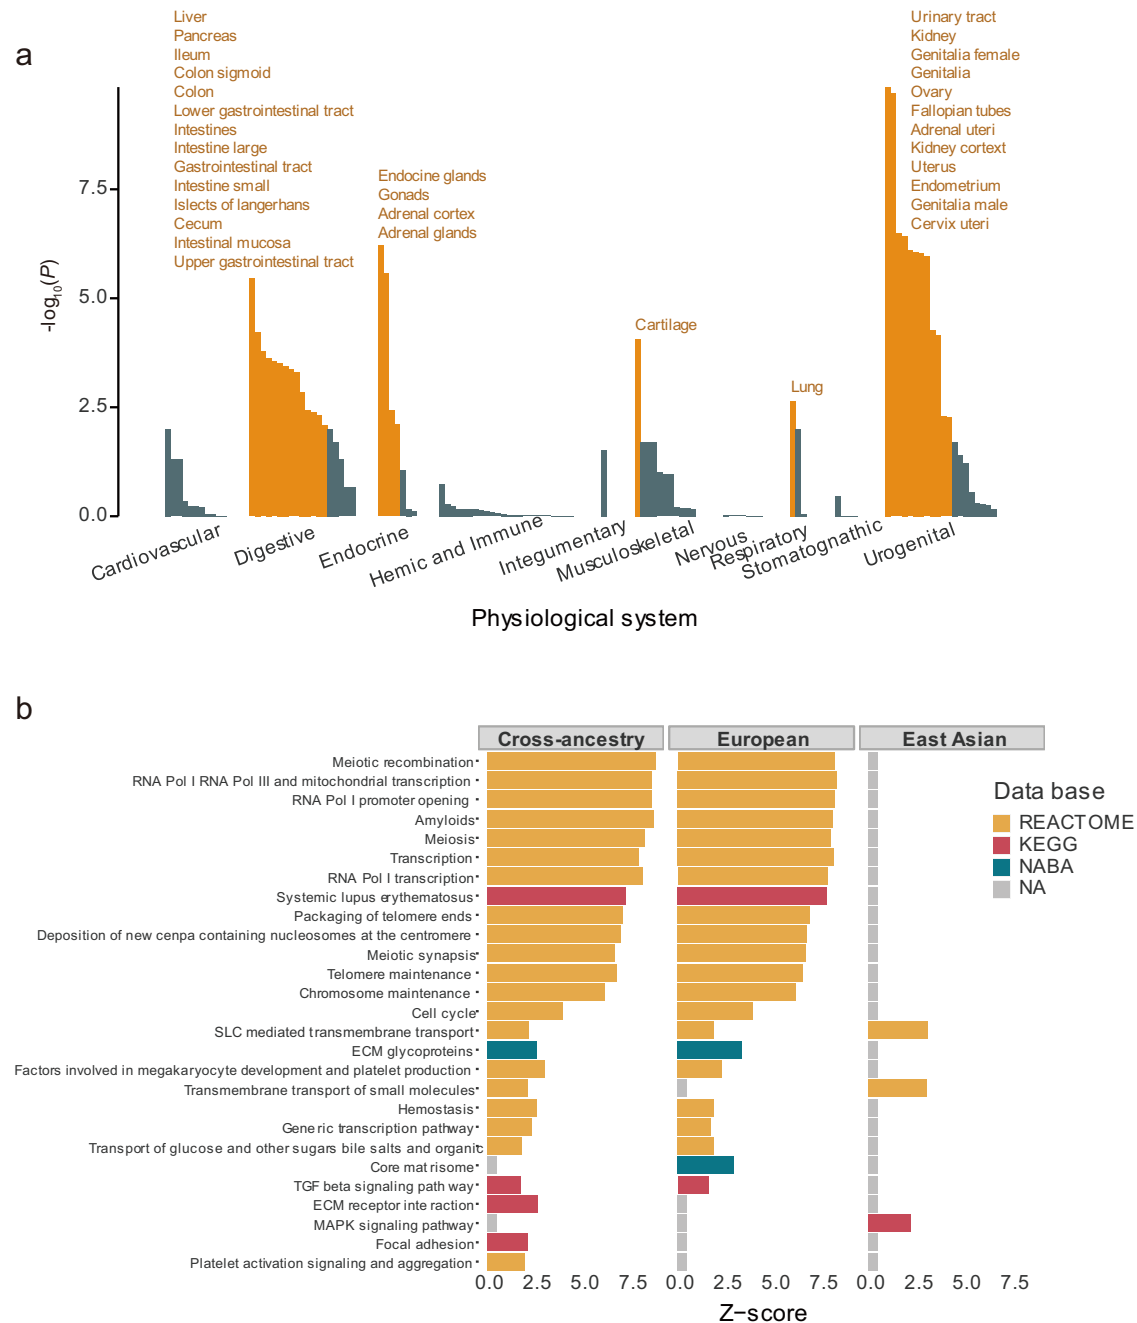 a
Liver
Pancreas
Ileum
Colon sigmoid
Colon
Lower gastrointestinal tract
Intestines
Intestine large
Gastrointestinal tract
Intestine small
Islects of langerhans
Cecum
Intestinal mucosa
Upper gastrointestinal tract
Endocine glands
Gonads
Adrenal cortex
Adrenal glands
Cartilage
Lung
Urinary tract
Kidney
Genitalia female
Genitalia
Ovary
Fallopian tubes
Adrenal uteri
Kidney cortext
Uterus
Endometrium
Genitalia male
Cervix uteri
-log10(P)
7.5
5.0
2.5
0.0
Cardiovascular
Digestive
Endocrine
Hemic and Immune
Integumentary
Musculoskeletal
Nervous
Respiratory
Stomatognathic
Urogenital
Physiological system
b
Cross-ancestry
European
East Asian
Meiotic recombination
RNA Pol I RNA Pol III and mitochondrial transcription
RNA Pol I promoter opening
Amyloids
Meiosis
Transcription
RNA Pol I transcription
Systemic lupus erythematosus
Packaging of telomere ends
Deposition of new cenpa containing nucleosomes at the centromere
Meiotic synapsis
Telomere maintenance
Chromosome maintenance
Cell cycle
SLC mediated transmembrane transport
ECM glycoproteins
Factors involved in megakaryocyte development and platelet production
Transmembrane transport of small molecules
Hemostasis
Generic transcription pathway
Transport of glucose and other sugars bile salts and organic
Core matrisome
TGF beta signaling pathway
ECM receptor interaction
MAPK signaling pathway
Focal adhesion
Platelet activation signaling and aggregation
0.0 2.5 5.0 7.5
0.0 2.5 5.0 7.5
0.0 2.5 5.0 7.5
Z−score
Data base
REACTOME
KEGG
NABA
NA